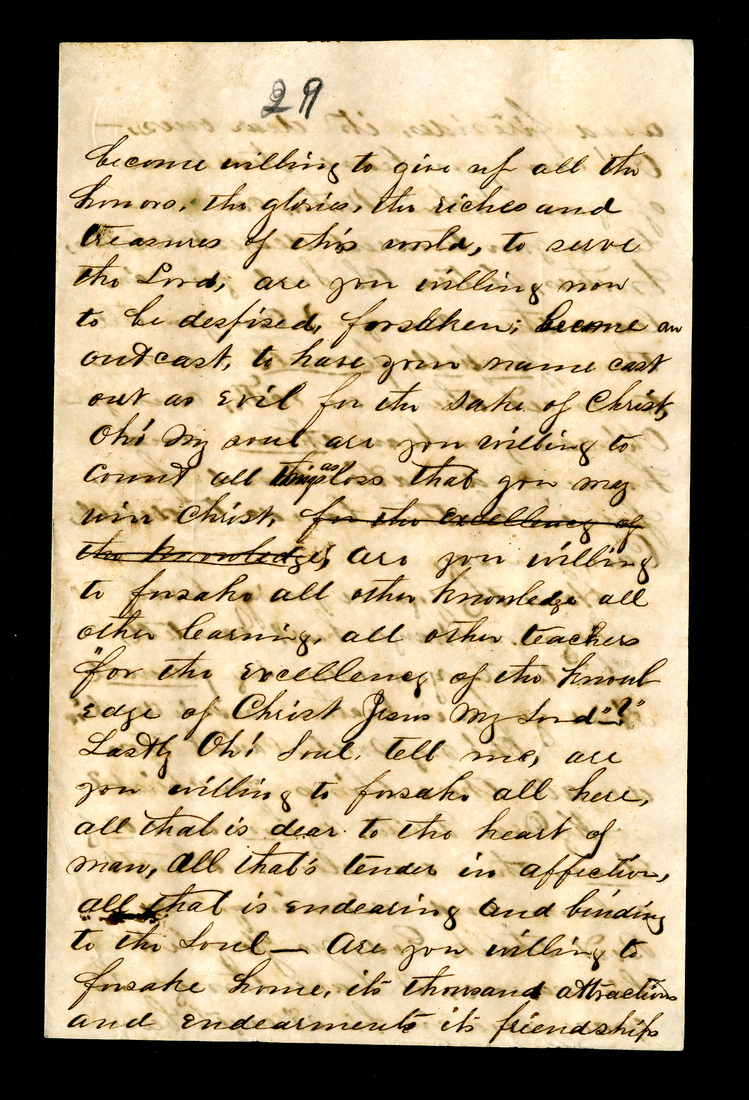 29
become willing to give up all the
honors, the glories, the riches and
treasures of this world, to serve
the Lord, are you willing now
to be despised, forsaken; become an
outcast, to have your name cast
out as evil for the sake of Christ,
Oh! My soul are you willing to
count all things as loss that you may
win Christ, for the excellency of
the knowledge, are you willing
to forsake all other knowledge all
other learning, all other teachers
"for the excellency of the knowl
edge of Christ Jesus my Lord"?"
Lastly Oh! Soul, tell me, are
you willing to forsake all here,
all that is dear to the heart of
man, all that's tender in affection,
all that is endearing and binding
to the Soul — Are you willing to
forsake home, its thousand attractions
and endearments its friendships